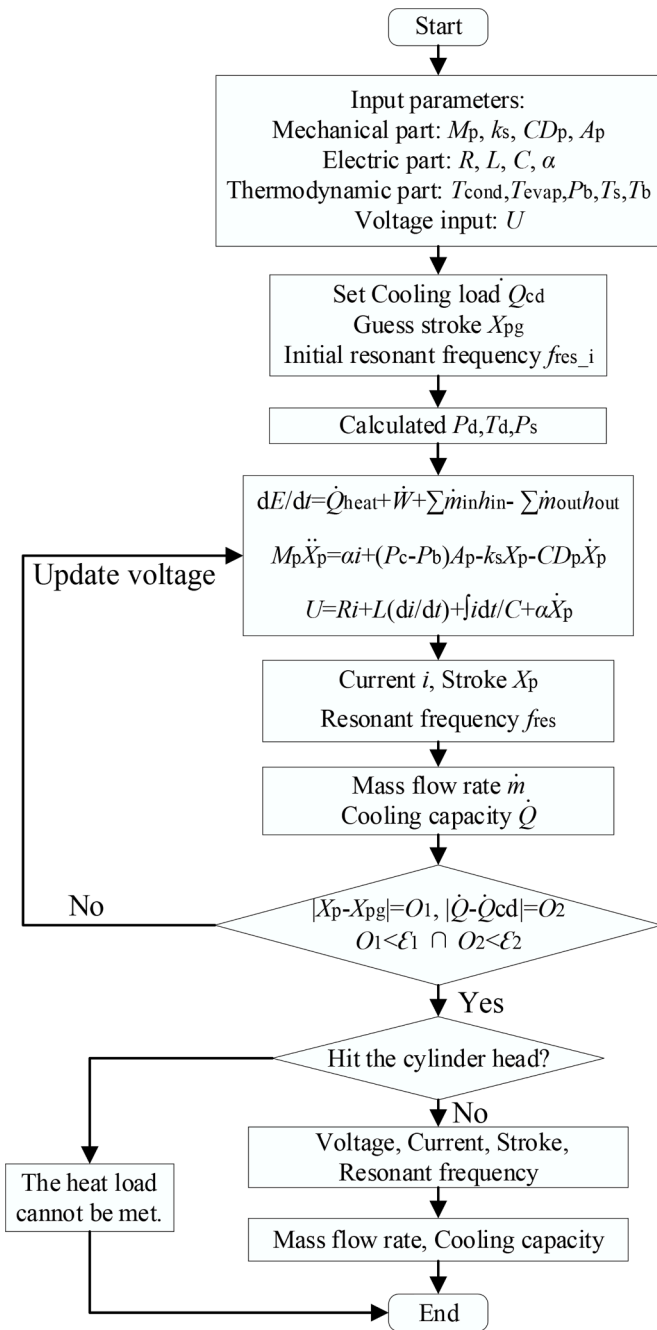 Start
Input parameters:
Mechanical part: Mp, ks, CDp, Ap
Electric part: R, L, C, α
Thermodynamic part: Tcond,Tevap,Pb,Ts,Tb
Voltage input: U
Set Cooling load Q̇cd
Guess stroke Xpg
Initial resonant frequency fres_i
Calculated Pd,Td,Ps
dE/dt=Q̇heat+Ẇ+∑ṁinhin- ∑ṁouthout
MpẌp=αi+(Pc-Pb)Ap-ksXp-CDpẊp
U=Ri+L(di/dt)+∫idt/C+αẊp
Update voltage
Current i, Stroke Xp
Resonant frequency fres
Mass flow rate ṁ
Cooling capacity Q̇
|Xp-Xpg|=O1, |Q̇-Q̇cd|=O2
O1<ℰ1 ∩ O2<ℰ2
No
Yes
Hit the cylinder head?
No
Voltage, Current, Stroke,
Resonant frequency
The heat load
cannot be met.
Mass flow rate, Cooling capacity
End